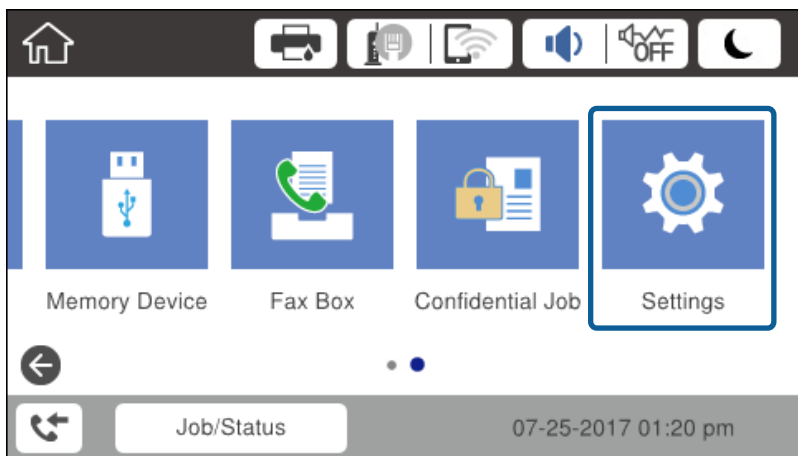 OFF
Memory Device
Fax Box
Confidential Job
Settings
Job/Status
07-25-2017 01:20 pm